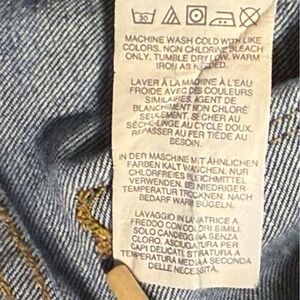 30
MACHINE WASH COLD WITH LIKE
COLORS. NON CHLORINE BLEACH
ONLY. TUMBLE DRY LOW. WARM
IRON AS NEEDED.
LAVER À LA MACHINE À L'EAU
FROIDE AVEC DES COULEURS
SIMILAIRES. AGENT DE
BLANCHIMENT NON CHLORÉ
SEULEMENT. SÉCHER AU
SÈCHE-LINGE AU CYCLE DOUX.
REPASSER AU FER TIÈDE AU
BESOIN.
IN DER MASCHINE MIT ÄHNLICHEN
FARBEN KALT WASCHEN. NUR
CHLORFREIES BLEICHMITTEL
VERWENDEN. BEI NIEDRIGER
TEMPERATUR TROCKNEN. NACH
BEDARF WARM BÜGELN.
LAVAGGIO IN LAVATRICE A
FREDDO CON COLORI SIMILI.
SOLO CANDEGGINA SENZA
CLORO. ASCIUGATURA PER
CAPI DELICATI. STIRATURA A
TEMPERATURA MEDIA A SECONDA
DELLE NECESSITÀ.